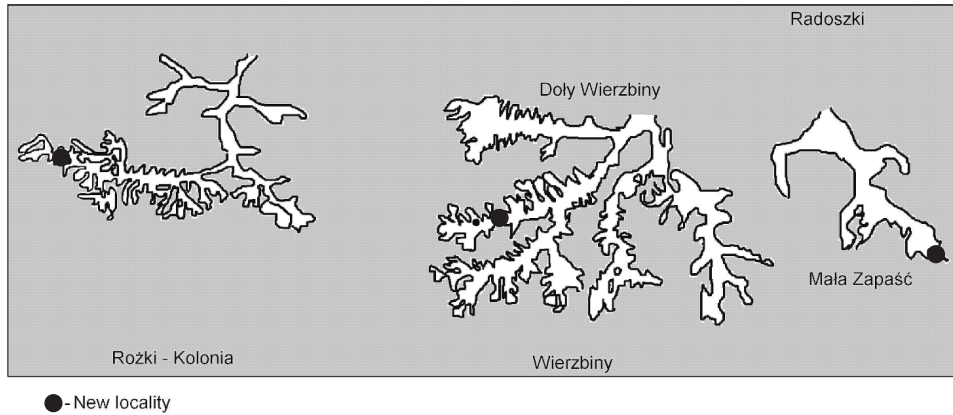 Radoszki
Doły Wierzbiny
Mała Zapaść
Rożki - Kolonia
Wierzbiny
- New locality